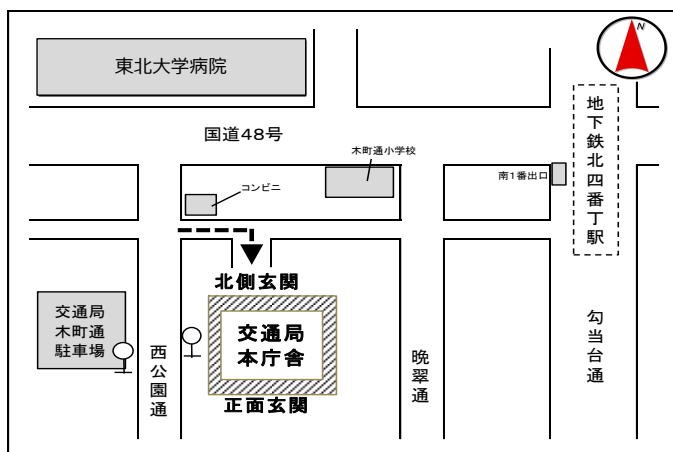 東北大学病院
N
国道48号
木町通小学校
コンビニ
南1番出口
地下鉄北四番丁駅
北側玄関
交通局
本庁舎
正面玄関
交通局
木町通
駐車場
西公園通
晩翠通
勾当台通